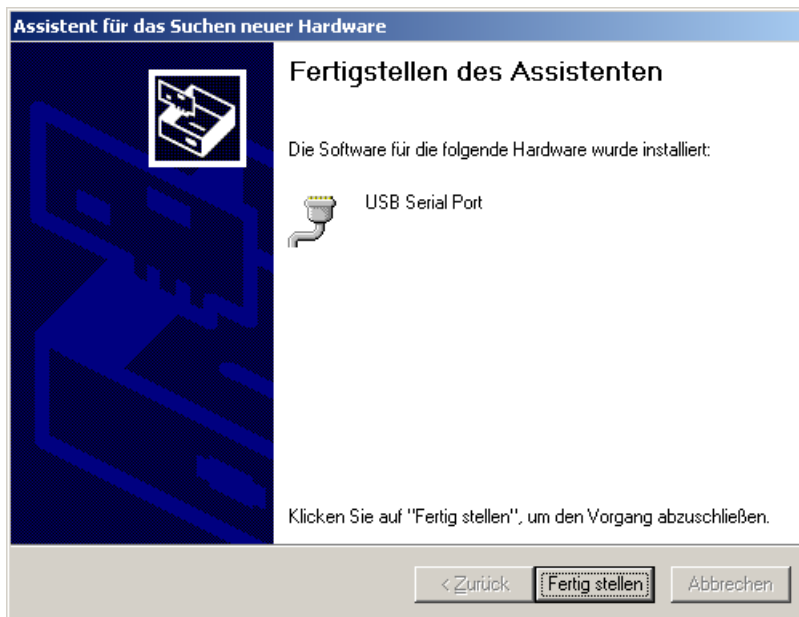 Assistent für das Suchen neuer Hardware
Fertigstellen des Assistenten
Die Software für die folgende Hardware wurde installiert:
USB Serial Port
Klicken Sie auf "Fertig stellen", um den Vorgang abzuschließen.
< Zurück Fertig stellen Abbrechen